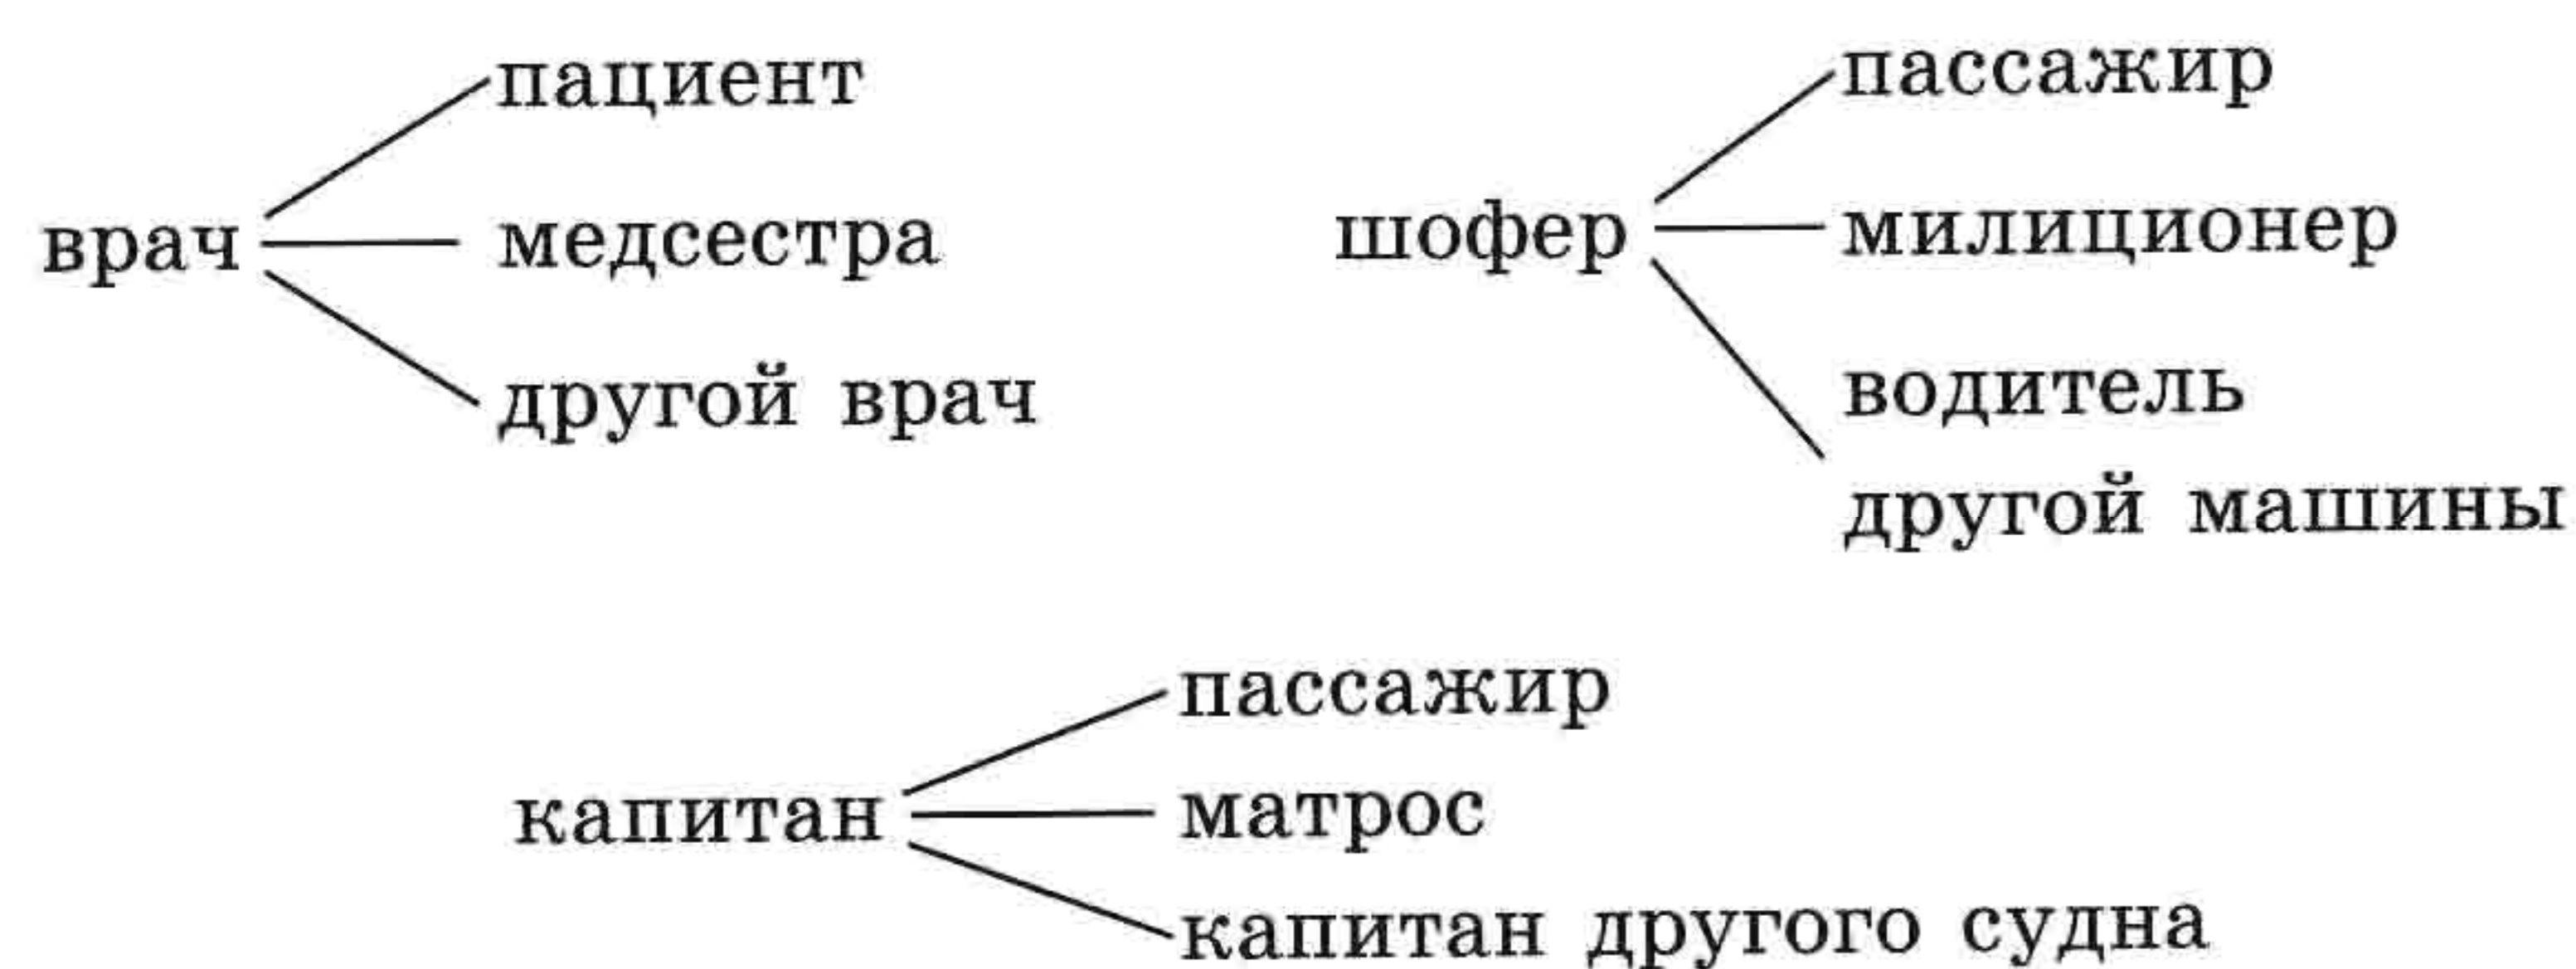 пациент
врач
медсестра
другой врач
пассажир
шофер
милиционер
водитель
другой машины
пассажир
капитан
матрос
капитан другого судна